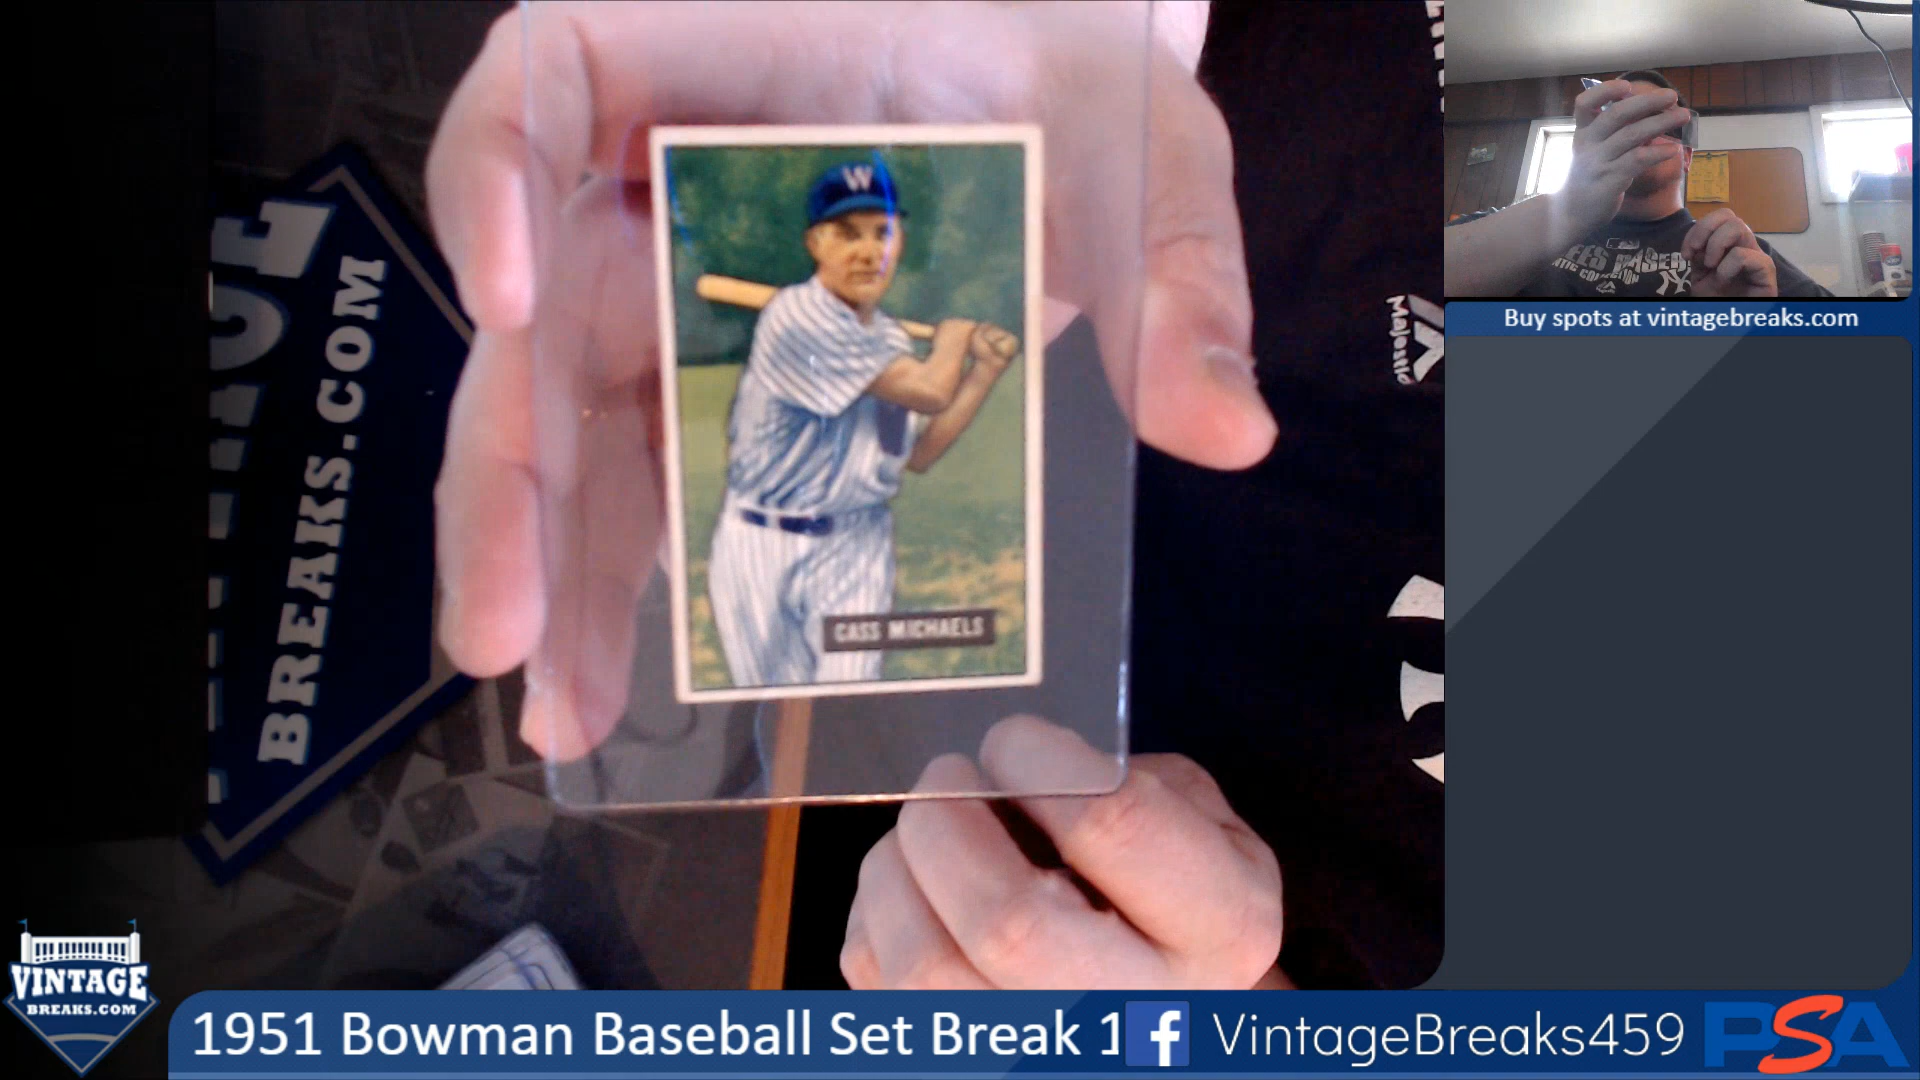 W
BREAKS.COM
Majestic
CASS MICHAELS
Buy spots at vintagebreaks.com
VINTAGE
BREAKS.COM
1951 Bowman Baseball Set Break 1
f
VintageBreaks459
PSA